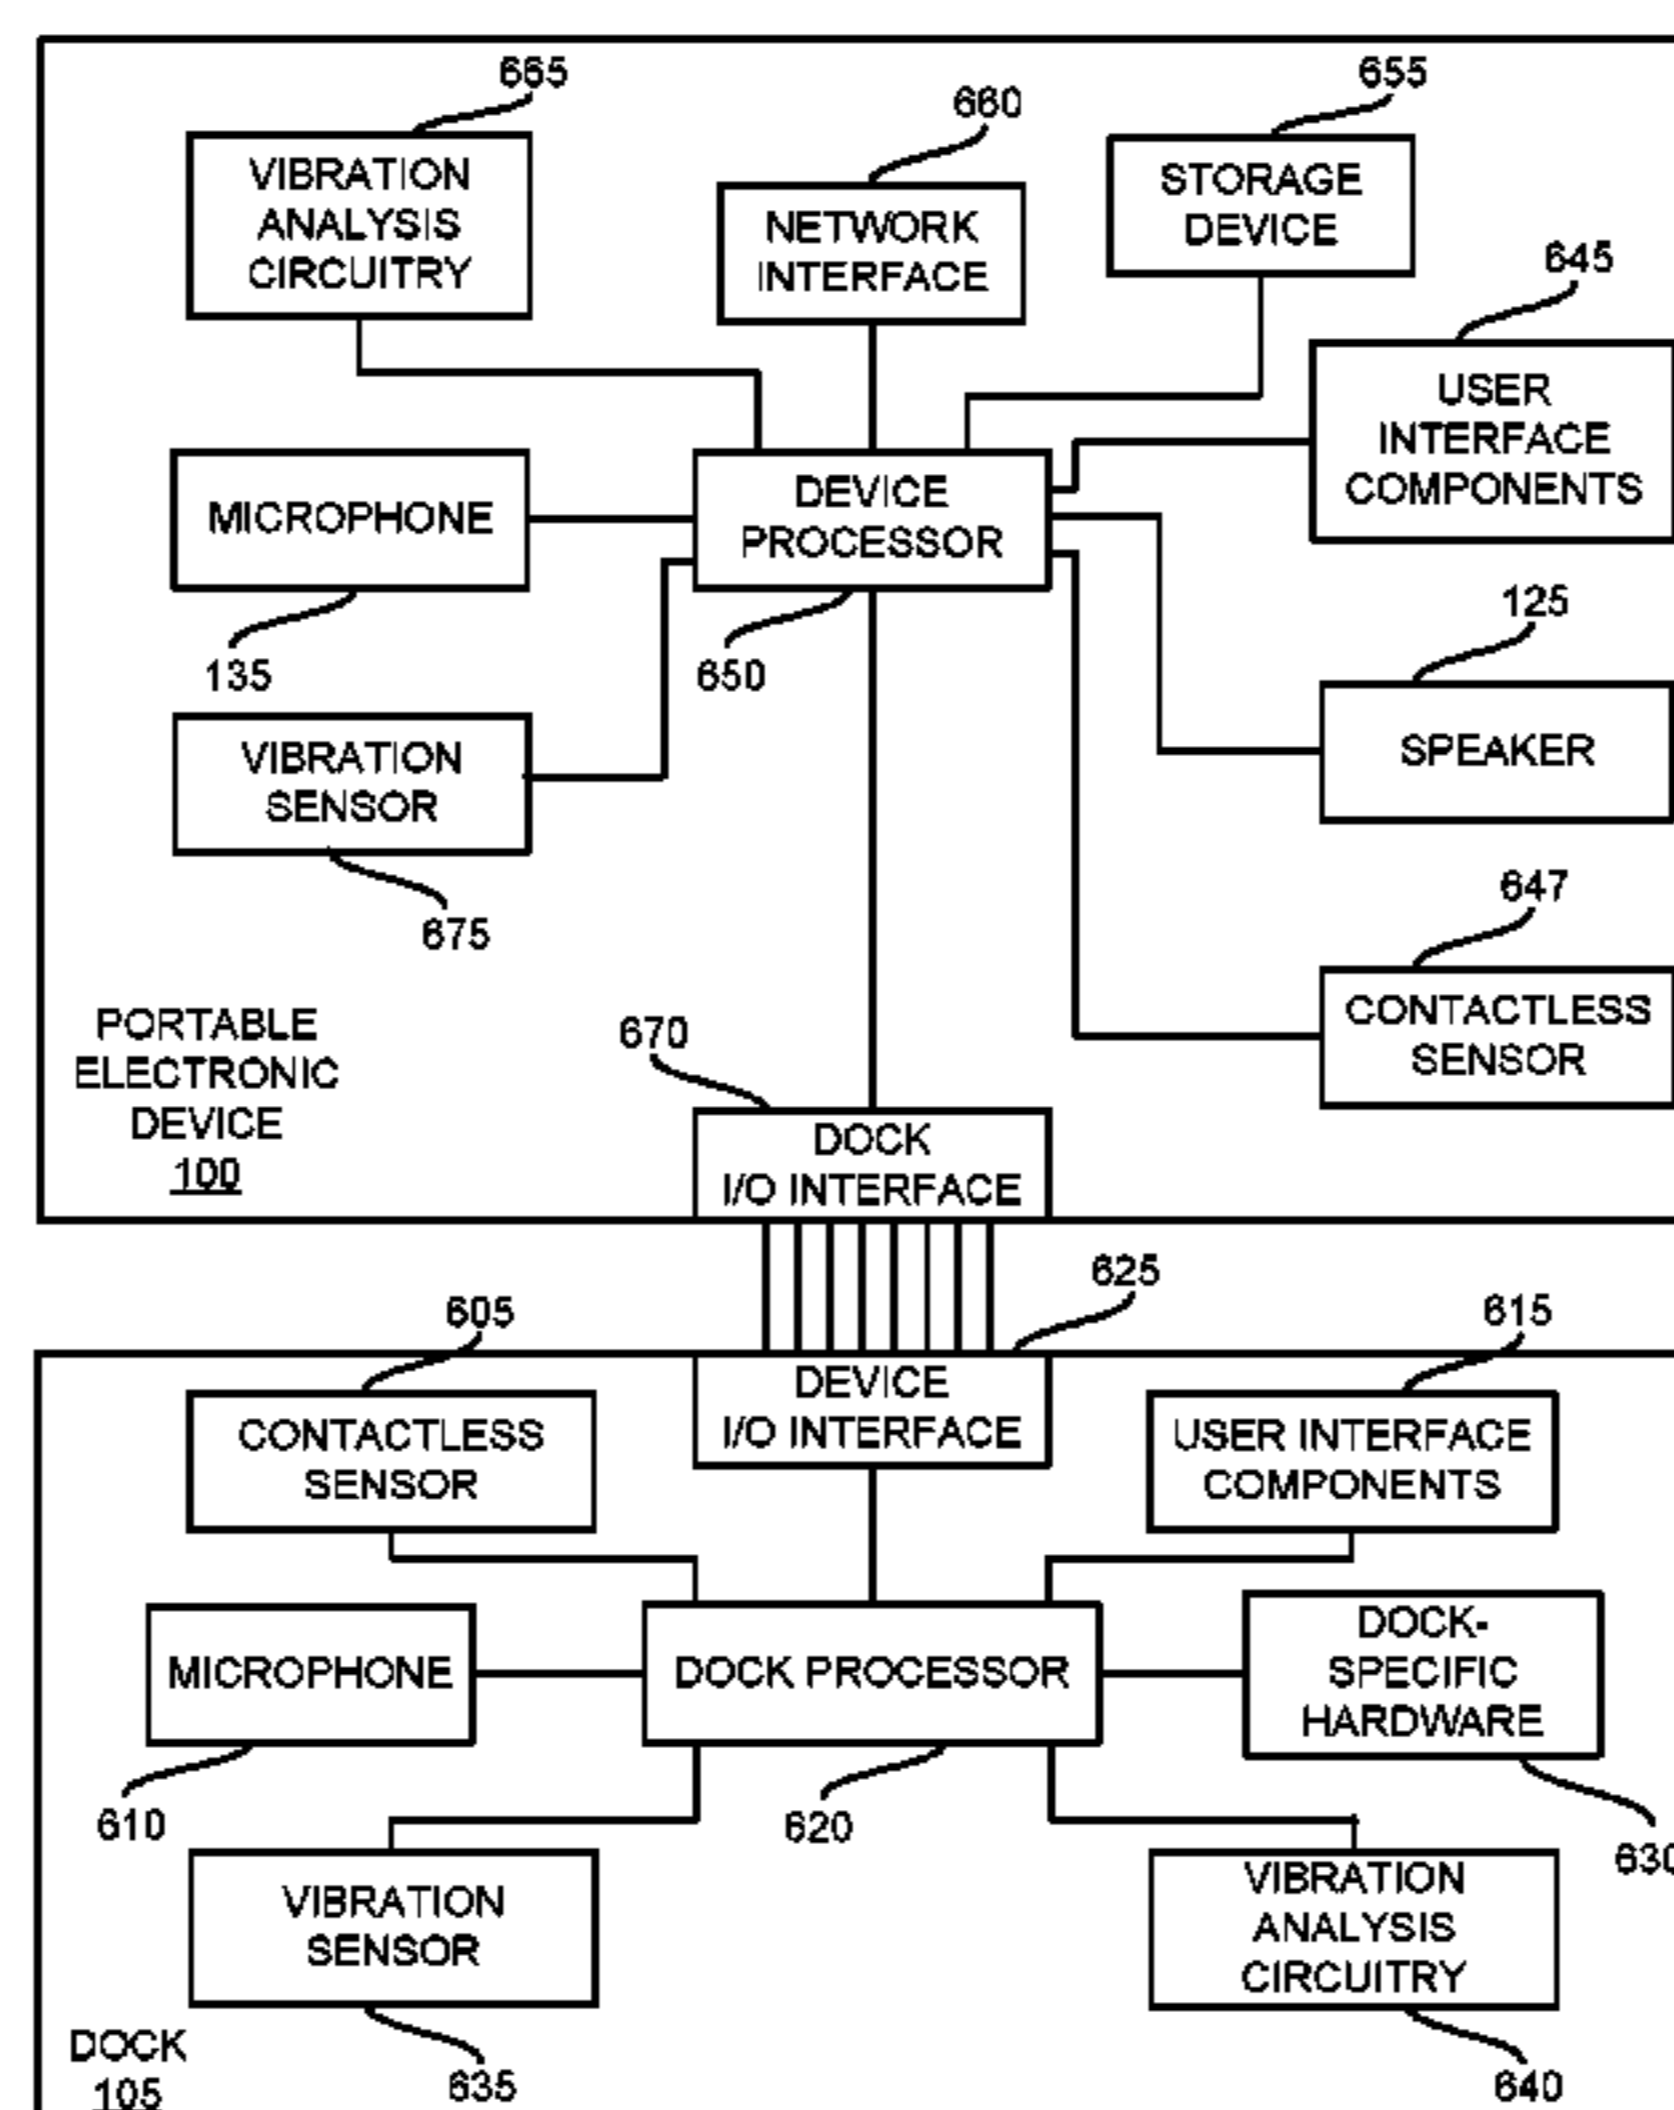 665
VIBRATION
ANALYSIS
CIRCUITRY
660
NETWORK
INTERFACE
655
STORAGE
DEVICE
645
USER
INTERFACE
COMPONENTS
MICROPHONE
135
DEVICE
PROCESSOR
650
125
SPEAKER
VIBRATION
SENSOR
675
647
CONTACTLESS
SENSOR
PORTABLE
ELECTRONIC
DEVICE
100
670
DOCK
I/O INTERFACE
625
DEVICE
I/O INTERFACE
605
CONTACTLESS
SENSOR
615
USER INTERFACE
COMPONENTS
MICROPHONE
610
DOCK PROCESSOR
620
DOCK-
SPECIFIC
HARDWARE
630
VIBRATION
SENSOR
635
VIBRATION
ANALYSIS
CIRCUITRY
640
DOCK
105